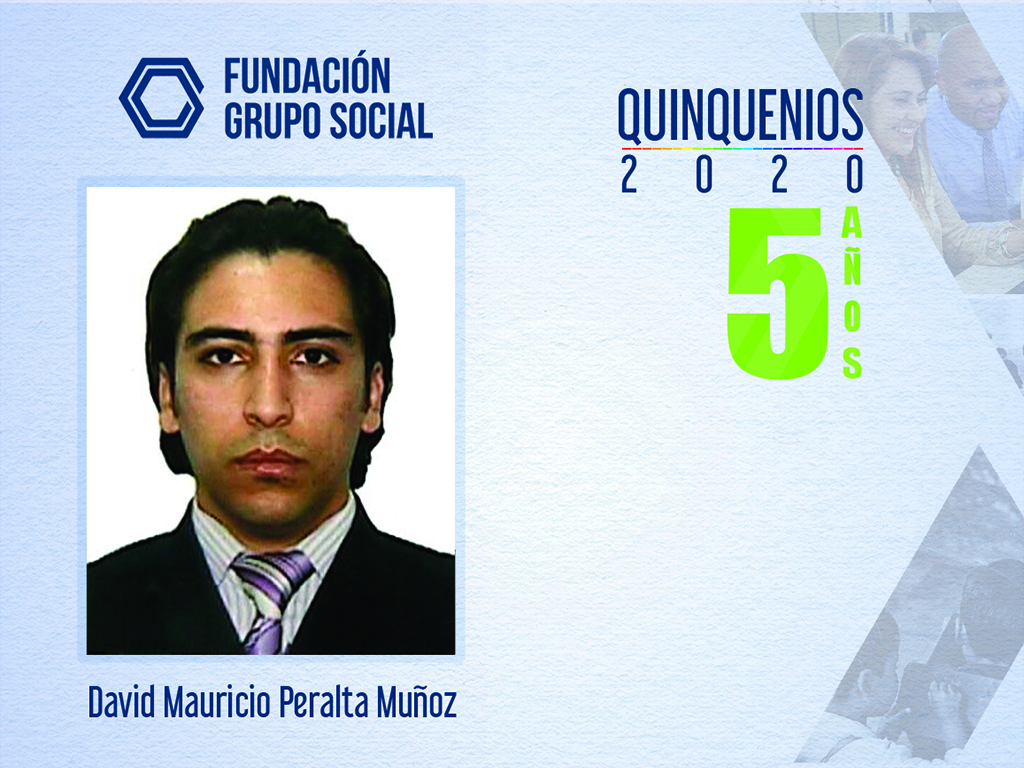 FUNDACIÓN
GRUPO SOCIAL
QUINQUENIOS
2020
5
AÑOS
David Mauricio Peralta Muñoz